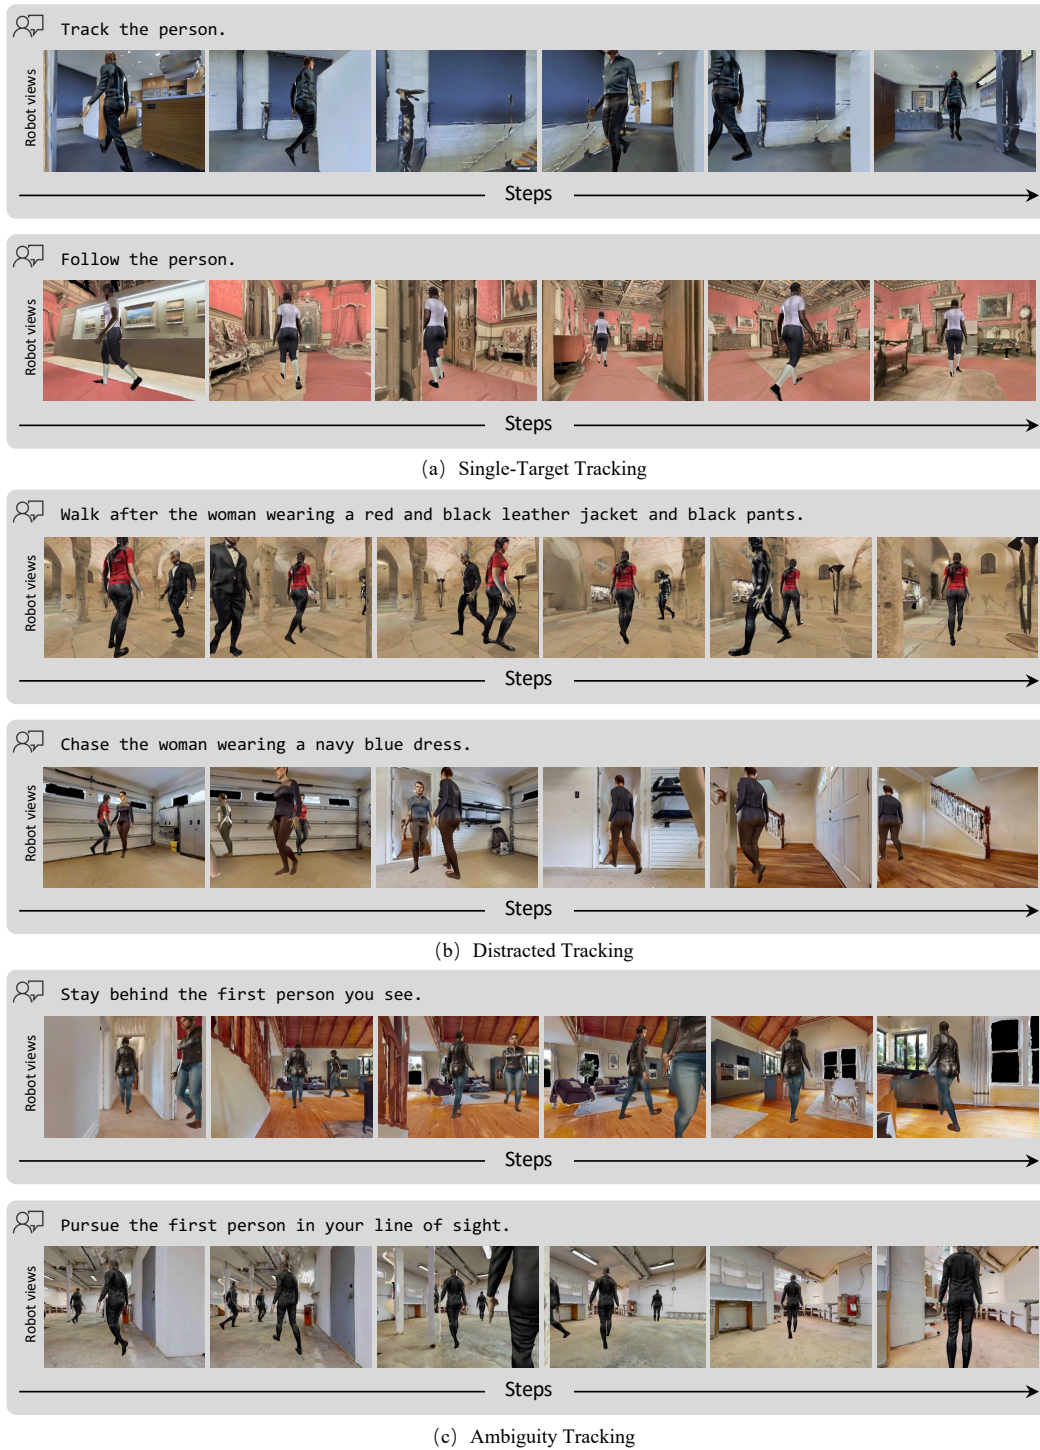 Track the person.
Robot views
Steps
Follow the person.
Robot views
Steps
(a) Single-Target Tracking
Walk after the woman wearing a red and black leather jacket and black pants.
Robot views
Steps
Chase the woman wearing a navy blue dress.
Robot views
Steps
(b) Distracted Tracking
Stay behind the first person you see.
Robot views
Steps
Pursue the first person in your line of sight.
Robot views
Steps
(c) Ambiguity Tracking